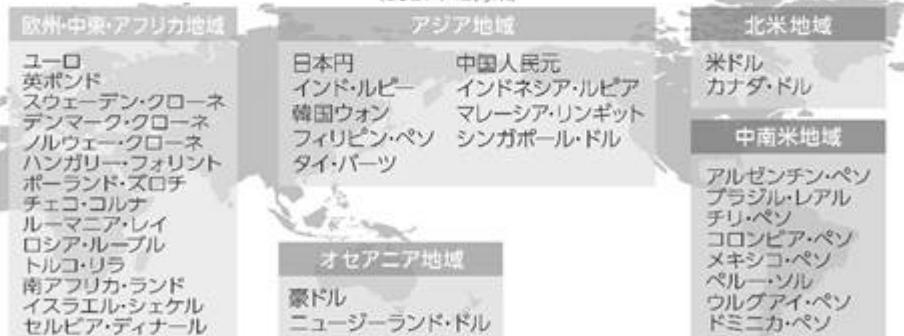 欧州・中東・アフリカ地域
ユーロ
英ポンド
スウェーデン・クローネ
デンマーク・クローネ
ノルウェー・クローネ
ハンガリー・フォリント
ポーランド・ズロチ
チェコ・コルナ
ルーマニア・レイ
ロシア・ルーブル
トルコ・リラ
南アフリカ・ランド
イスラエル・シェケル
セルビア・ディナール
アジア地域
日本円 中国人民元
インド・ルピー インドネシア・ルピア
韓国ウォン マレーシア・リンギット
フィリピン・ペソ シンガポール・ドル
タイ・バーツ
オセアニア地域
豪ドル
ニュージーランド・ドル
北米地域
米ドル
カナダ・ドル
中南米地域
アルゼンチン・ペソ
ブラジル・レアル
チリ・ペソ
コロンビア・ペソ
メキシコ・ペソ
ペルー・ソル
ウルグアイ・ペソ
ドミニカ・ペソ